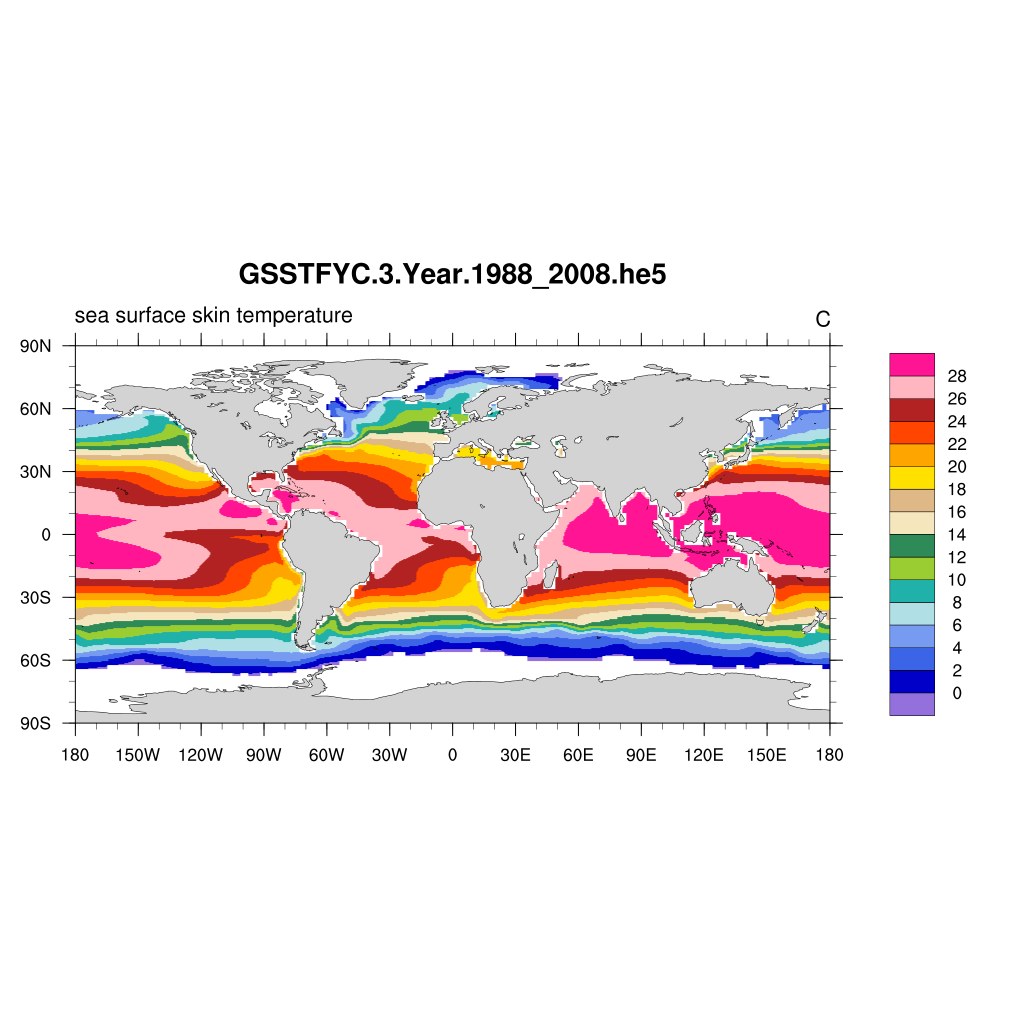 GSSTFYC.3.Year.1988_2008.he5
sea surface skin temperature
C
90N
60N
30N
0
30S
60S
90S
180 150W 120W 90W 60W 30W 0 30E 60E 90E 120E 150E 180
28
26
24
22
20
18
16
14
12
10
8
6
4
2
0